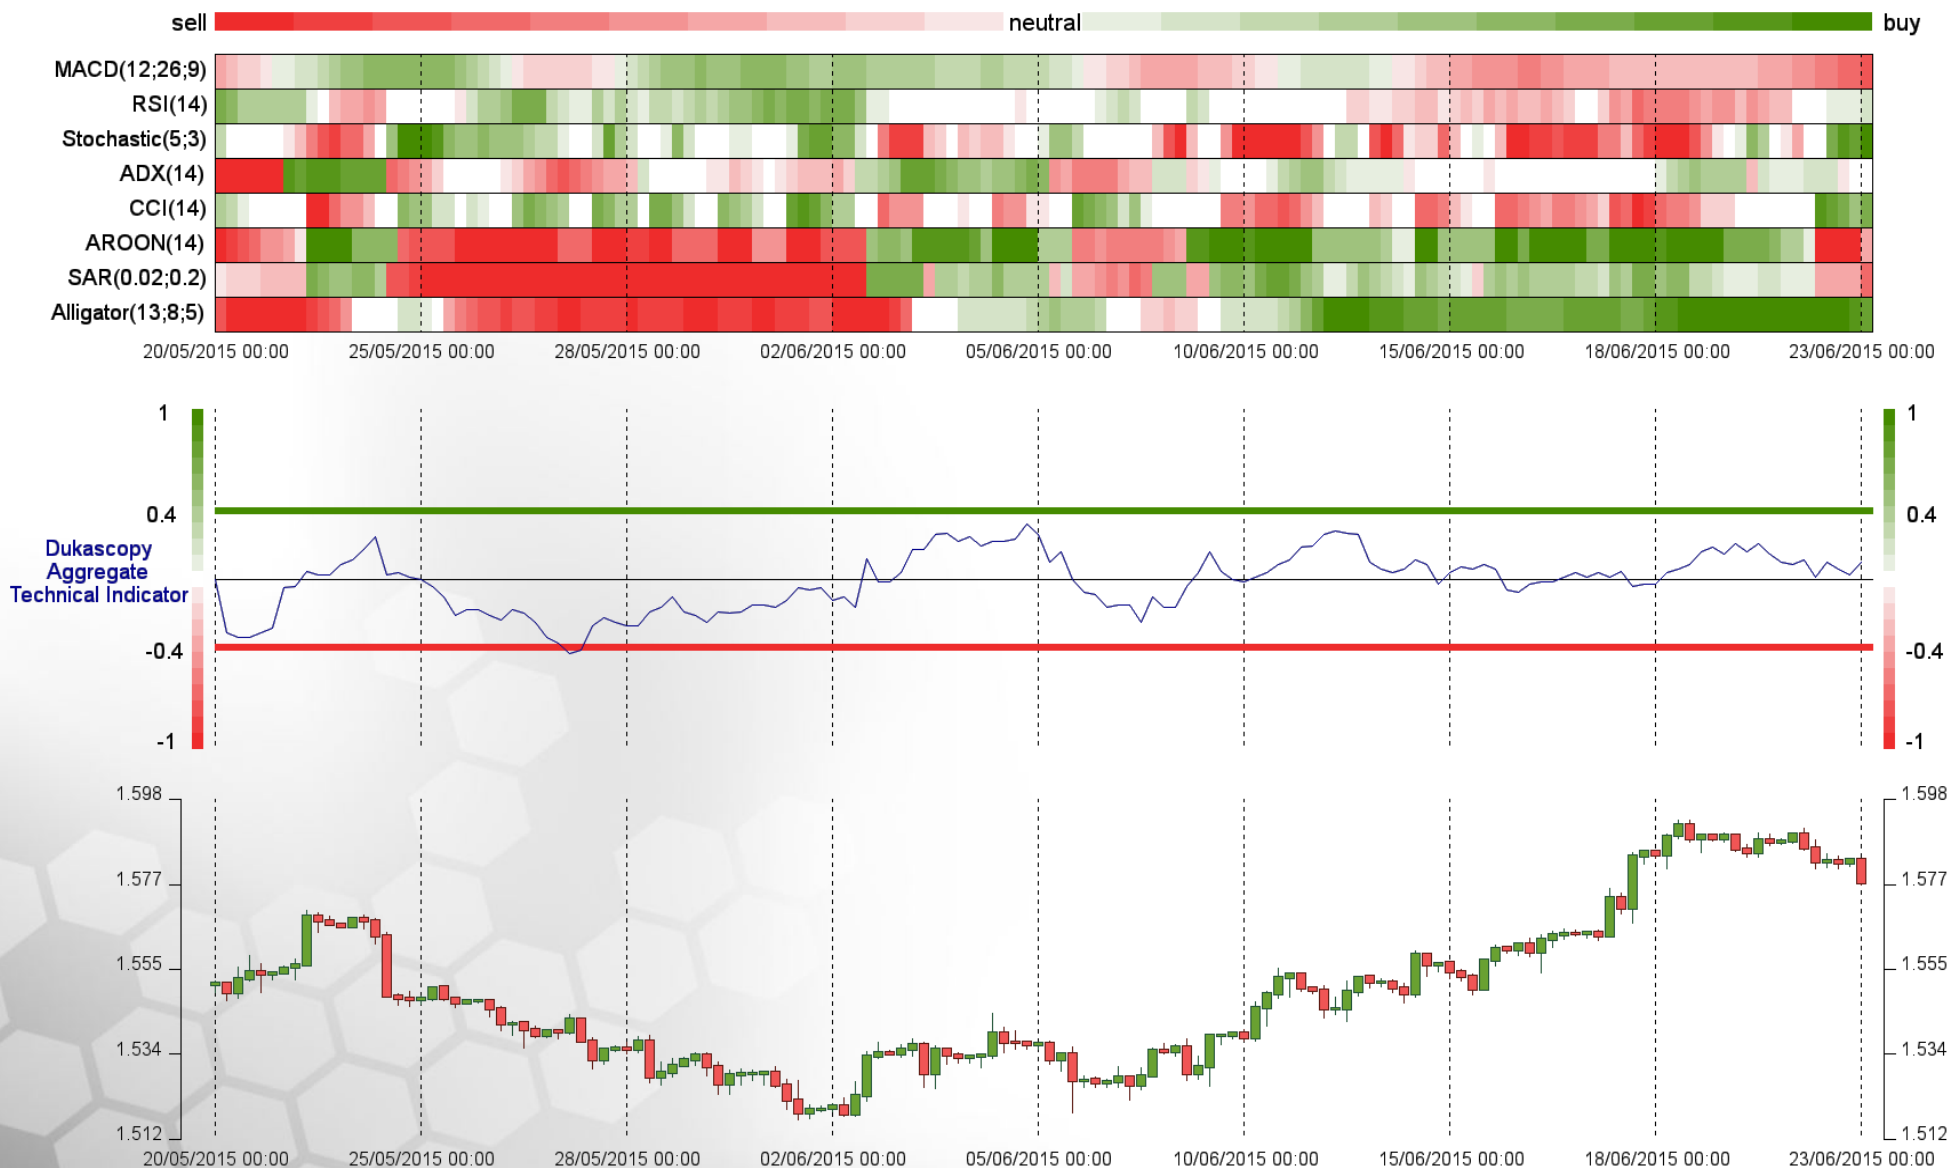 sell neutral buy
MACD(12;26;9)
RSI(14)
Stochastic(5;3)
ADX(14)
CCI(14)
AROON(14)
SAR(0.02;0.2)
Alligator(13;8;5)
20/05/2015 00:00 25/05/2015 00:00 28/05/2015 00:00 02/06/2015 00:00 05/06/2015 00:00 10/06/2015 00:00 15/06/2015 00:00 18/06/2015 00:00 23/06/2015 00:00
1 1
0.4 0.4
Dukascopy
Aggregate
Technical Indicator
-0.4 -0.4
-1 -1
1.598 1.598
1.577 1.577
1.555 1.555
1.534 1.534
1.512 1.512
20/05/2015 00:00 25/05/2015 00:00 28/05/2015 00:00 02/06/2015 00:00 05/06/2015 00:00 10/06/2015 00:00 15/06/2015 00:00 18/06/2015 00:00 23/06/2015 00:00